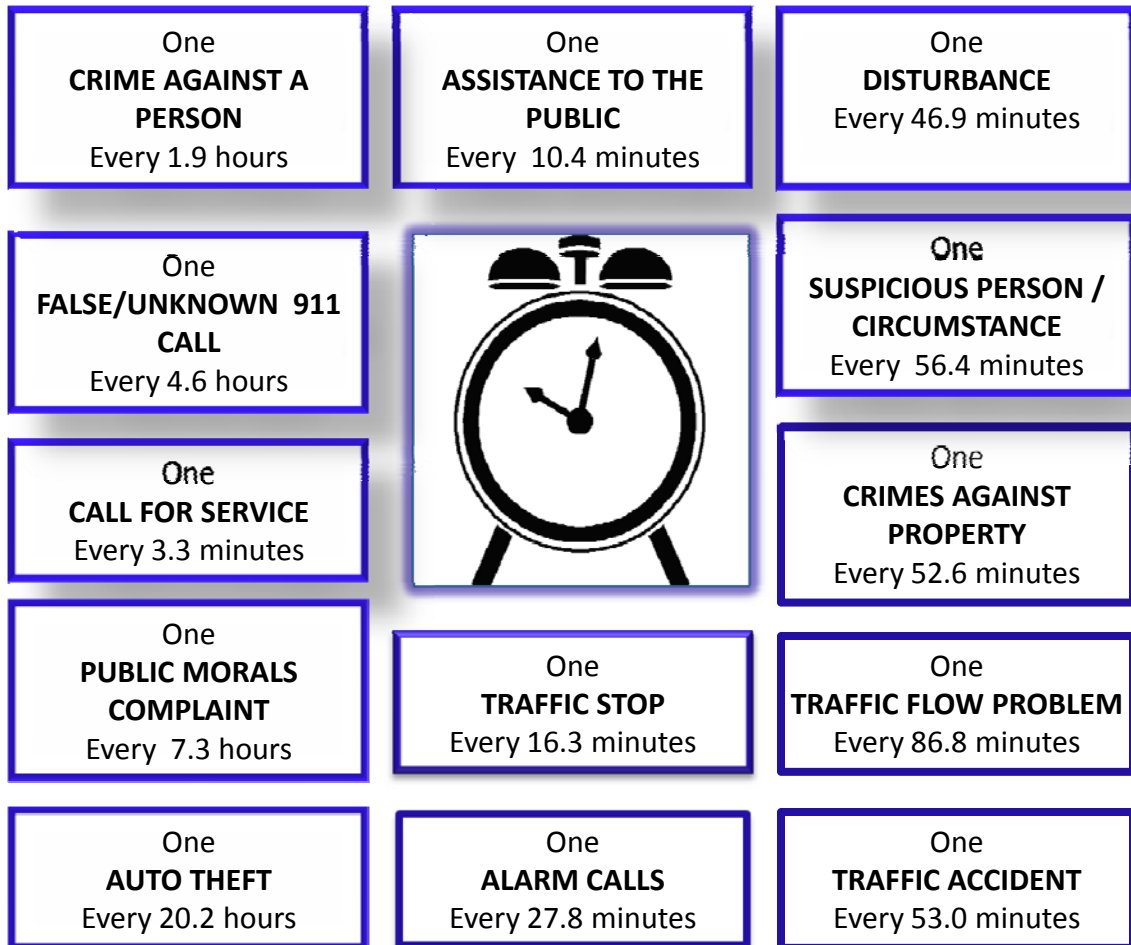 One
CRIME AGAINST A
PERSON
Every 1.9 hours
One
ASSISTANCE TO THE
PUBLIC
Every 10.4 minutes
One
DISTURBANCE
Every 46.9 minutes
One
FALSE/UNKNOWN 911
CALL
Every 4.6 hours
One
SUSPICIOUS PERSON /
CIRCUMSTANCE
Every 56.4 minutes
One
CALL FOR SERVICE
Every 3.3 minutes
One
CRIMES AGAINST
PROPERTY
Every 52.6 minutes
One
PUBLIC MORALS
COMPLAINT
Every 7.3 hours
One
TRAFFIC STOP
Every 16.3 minutes
One
TRAFFIC FLOW PROBLEM
Every 86.8 minutes
One
AUTO THEFT
Every 20.2 hours
One
ALARM CALLS
Every 27.8 minutes
One
TRAFFIC ACCIDENT
Every 53.0 minutes